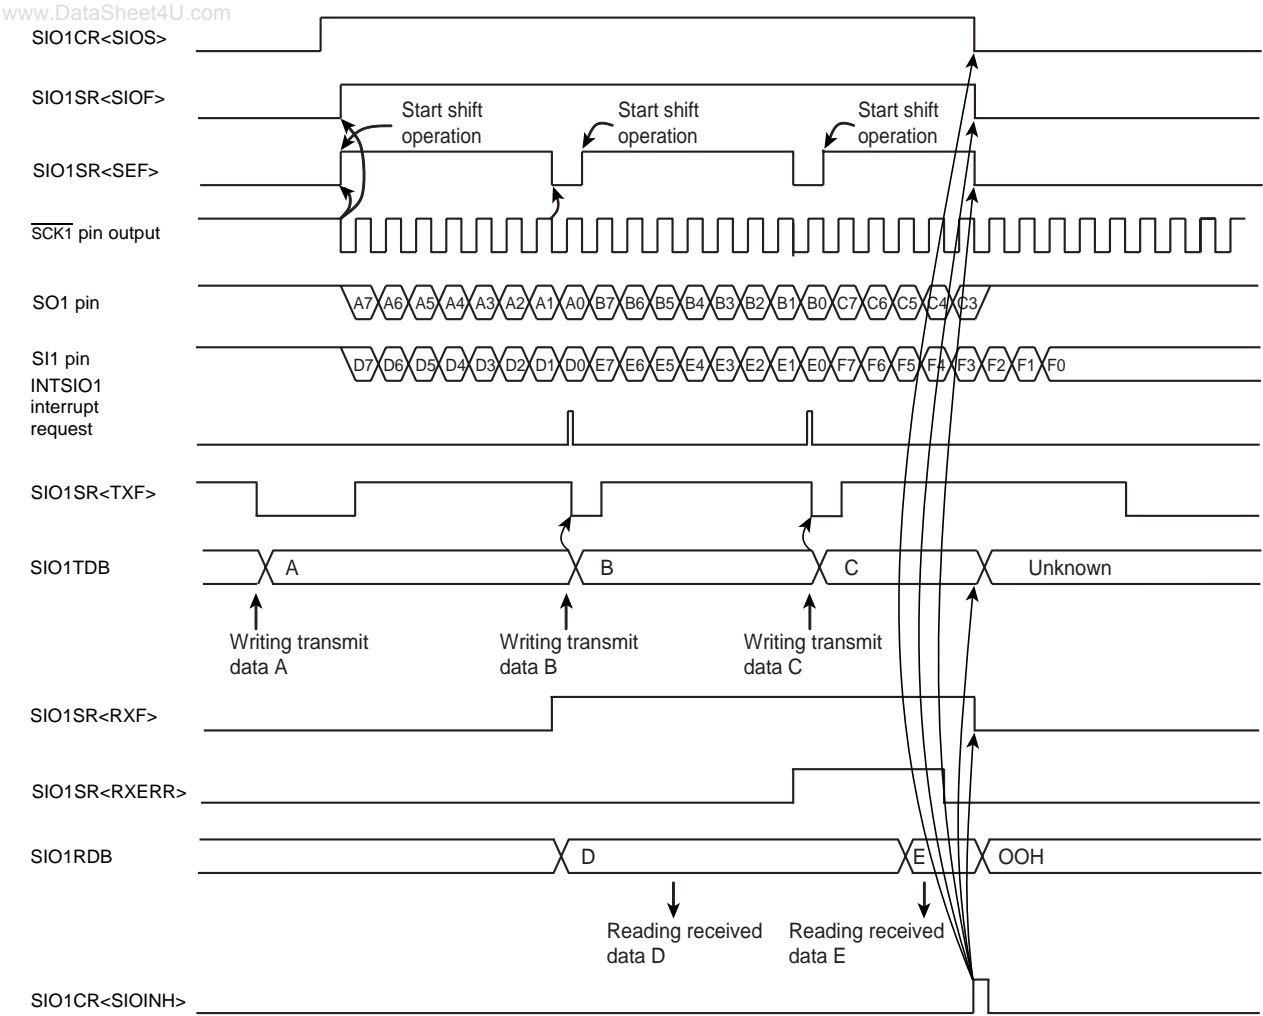 www.DataSheet4U.com
SIO1CR<SIOS>
SIO1SR<SIOF>
Start shift
operation
Start shift
operation
Start shift
operation
SIO1SR<SEF>
SCK1 pin output
SO1 pin
A7 A6 A5 A4 A3 A2 A1 A0 B7 B6 B5 B4 B3 B2 B1 B0 C7 C6 C5 C4 C3
SI1 pin
D7 D6 D5 D4 D3 D2 D1 D0 E7 E6 E5 E4 E3 E2 E1 E0 F7 F6 F5 F4 F3 F2 F1 F0
INTSIO1
interrupt
request
SIO1SR<TXF>
SIO1TDB
A B C Unknown
Writing transmit
data A
Writing transmit
data B
Writing transmit
data C
SIO1SR<RXF>
SIO1SR<RXERR>
SIO1RDB
D E OOH
Reading received
data D
Reading received
data E
SIO1CR<SIOINH>